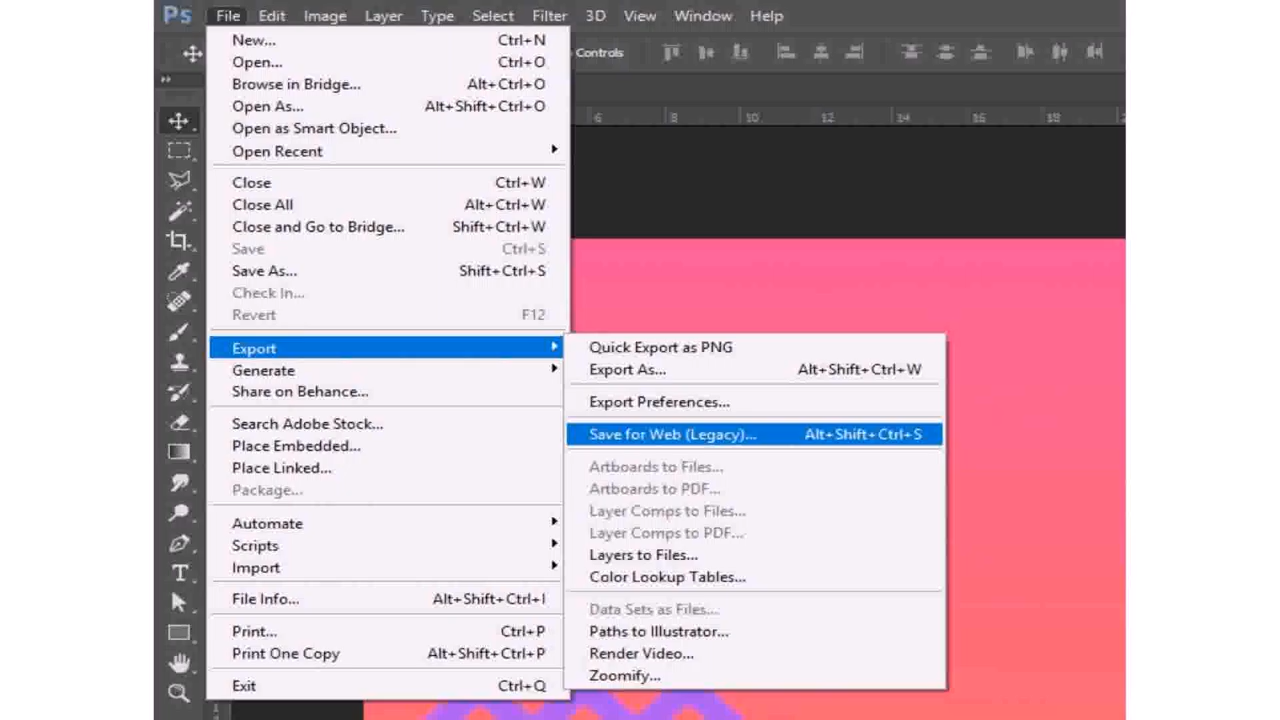 Ps File Edit Image Layer Type Select Filter 3D View Window Help
New... Ctrl+N
Open... Ctrl+O
Controls
Browse in Bridge... Alt+Ctrl+O
Open As... Alt+Shift+Ctrl+O
6 8 10 12 14 16 18
Open as Smart Object...
Open Recent
Close Ctrl+W
Close All Alt+Ctrl+W
Close and Go to Bridge... Shift+Ctrl+W
Save Ctrl+S
Save As... Shift+Ctrl+S
Check In...
Revert F12
Export
Generate
Share on Behance...
Search Adobe Stock...
Place Embedded...
Place Linked...
Package...
Automate
Scripts
Import
File Info... Alt+Shift+Ctrl+I
Print... Ctrl+P
Print One Copy Alt+Shift+Ctrl+P
Exit Ctrl+Q
Quick Export as PNG
Export As... Alt+Shift+Ctrl+W
Export Preferences...
Save for Web (Legacy)... Alt+Shift+Ctrl+S
Artboards to Files...
Artboards to PDF...
Layer Comps to Files...
Layer Comps to PDF...
Layers to Files...
Color Lookup Tables...
Data Sets as Files...
Paths to Illustrator...
Render Video...
Zoomify...